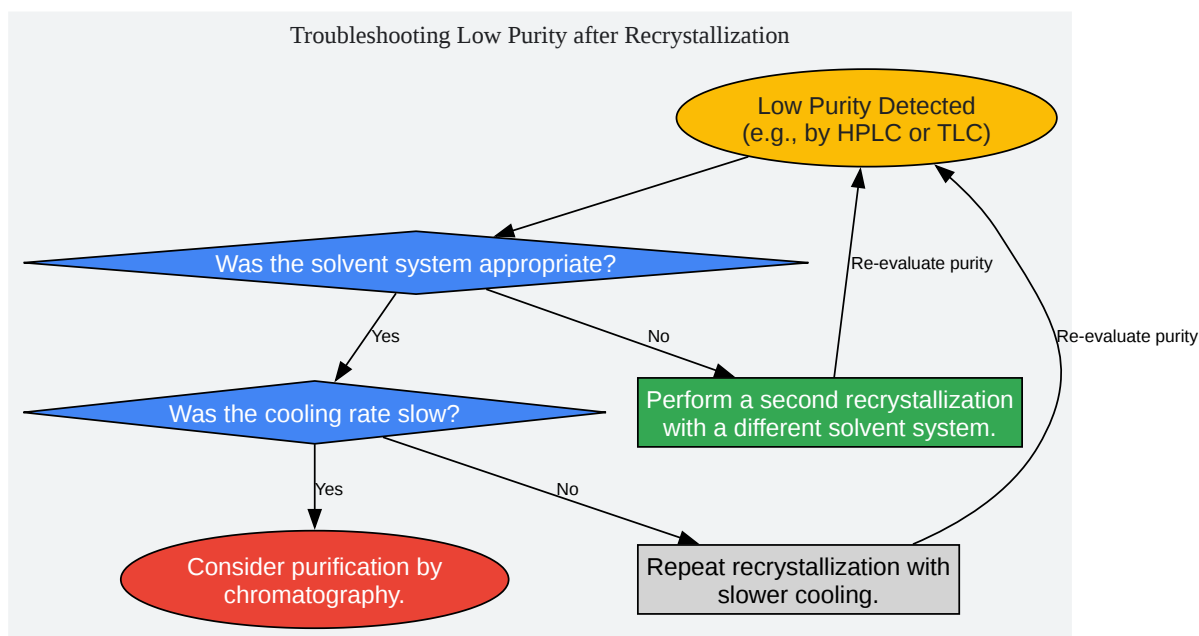 Troubleshooting Low Purity after Recrystallization
Low Purity Detected
(e.g., by HPLC or TLC)
Was the solvent system appropriate?
Re-evaluate purity
Yes
No
Re-evaluate purity
Was the cooling rate slow?
Perform a second recrystallization
with a different solvent system.
Yes
No
Consider purification by
chromatography.
Repeat recrystallization with
slower cooling.